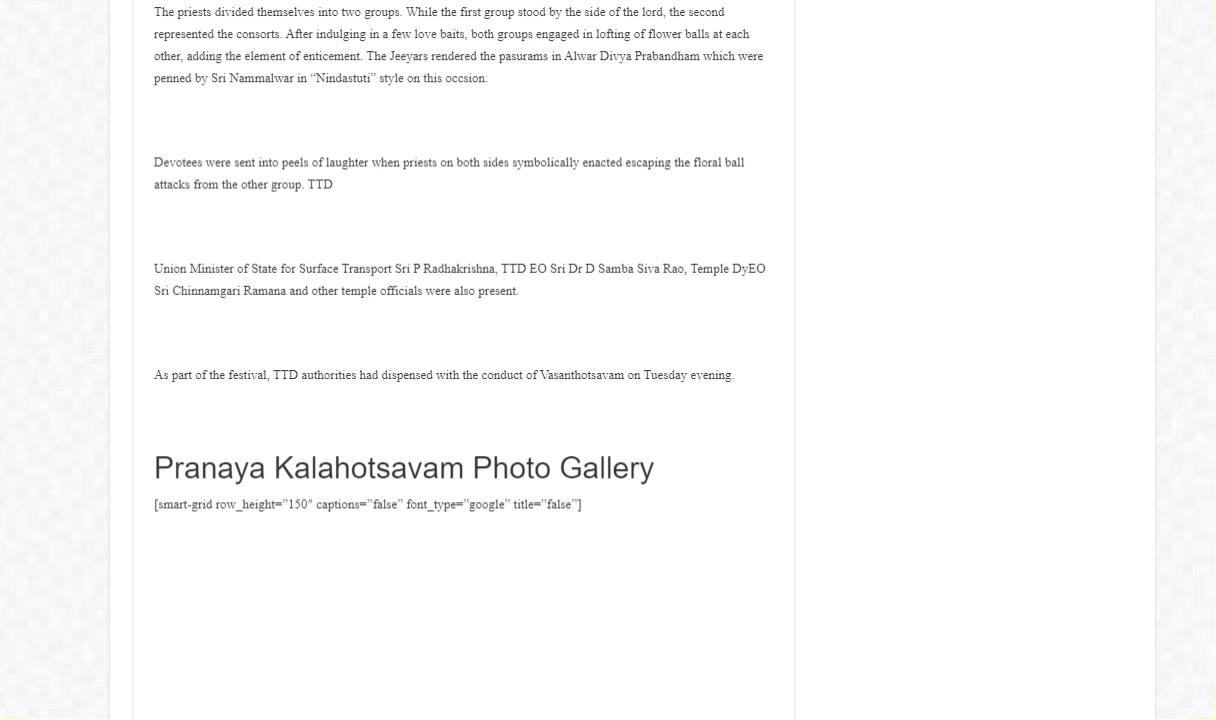 The priests divided themselves into two groups. While the first group stood by the side of the lord, the second
represented the consorts. After indulging in a few love baits, both groups engaged in lofting of flower balls at each
other, adding the element of enticement. The Jeeyars rendered the pasurams in Alwar Divya Prabandham which were
penned by Sri Nammalwar in “Nindastuti” style on this occsion.
Devotees were sent into peels of laughter when priests on both sides symbolically enacted escaping the floral ball
attacks from the other group. TTD
Union Minister of State for Surface Transport Sri P Radhakrishna, TTD EO Sri Dr D Samba Siva Rao, Temple DyEO
Sri Chinnamgari Ramana and other temple officials were also present.
As part of the festival, TTD authorities had dispensed with the conduct of Vasanthotsavam on Tuesday evening.
Pranaya Kalahotsavam Photo Gallery
[smart-grid row_height=”150″ captions=”false” font_type=”google” title=”false”]